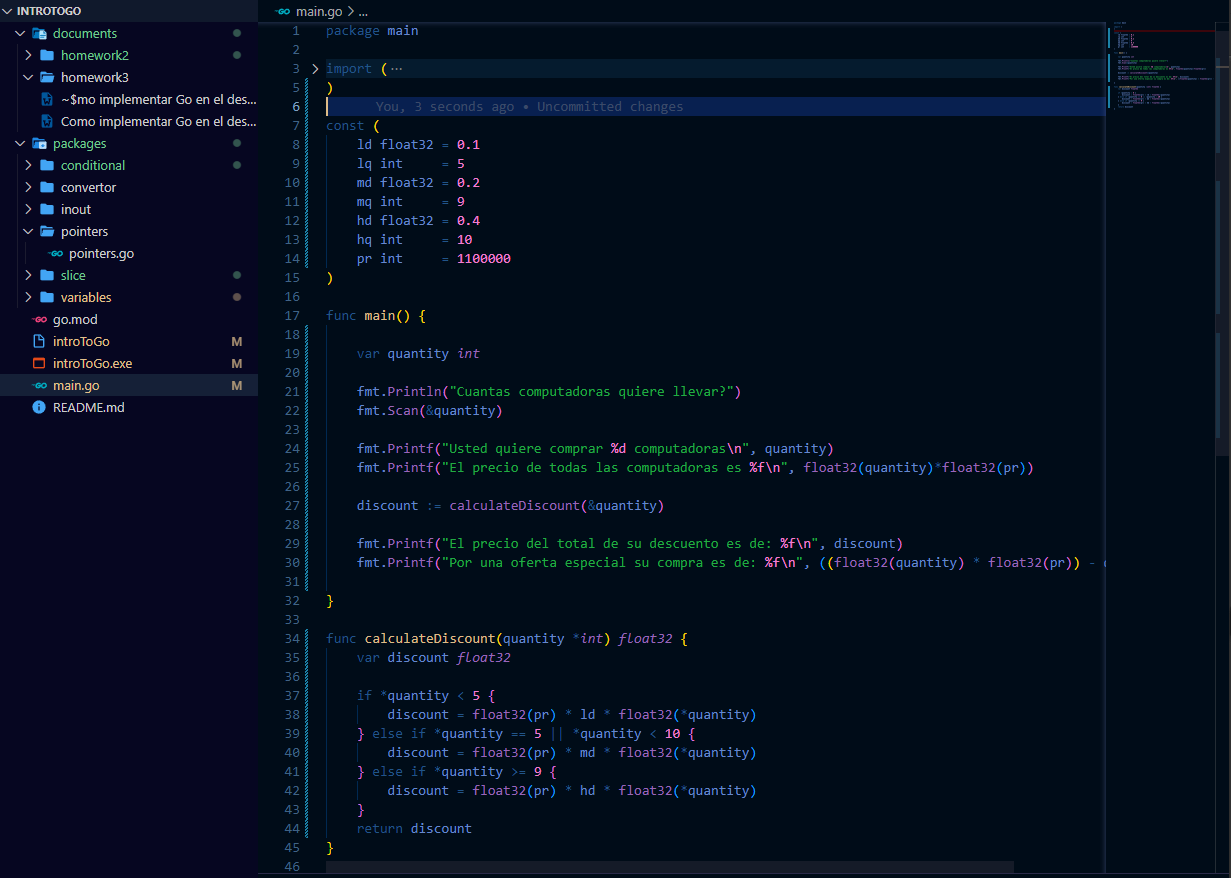 INTROTOGO
documents
homework2
homework3
~$mo implementar Go en el des...
Como implementar Go en el des...
packages
conditional
convertor
inout
pointers
pointers.go
slice
variables
go.mod
introToGo M
introToGo.exe M
main.go M
README.md
main.go > ...
1 package main
2
3 import (…
5 )
6 You, 3 seconds ago • Uncommitted changes
7 const (
8 ld float32 = 0.1
9 lq int = 5
10 md float32 = 0.2
11 mq int = 9
12 hd float32 = 0.4
13 hq int = 10
14 pr int = 1100000
15 )
16
17 func main() {
18
19 var quantity int
20
21 fmt.Println("Cuantas computadoras quiere llevar?")
22 fmt.Scan(&quantity)
23
24 fmt.Printf("Usted quiere comprar %d computadoras\n", quantity)
25 fmt.Printf("El precio de todas las computadoras es %f\n", float32(quantity)*float32(pr))
26
27 discount := calculateDiscount(&quantity)
28
29 fmt.Printf("El precio del total de su descuento es de: %f\n", discount)
30 fmt.Printf("Por una oferta especial su compra es de: %f\n", ((float32(quantity) * float32(pr)) -
31
32 }
33
34 func calculateDiscount(quantity *int) float32 {
35 var discount float32
36
37 if *quantity < 5 {
38 discount = float32(pr) * ld * float32(*quantity)
39 } else if *quantity == 5 || *quantity < 10 {
40 discount = float32(pr) * md * float32(*quantity)
41 } else if *quantity >= 9 {
42 discount = float32(pr) * hd * float32(*quantity)
43 }
44 return discount
45 }
46